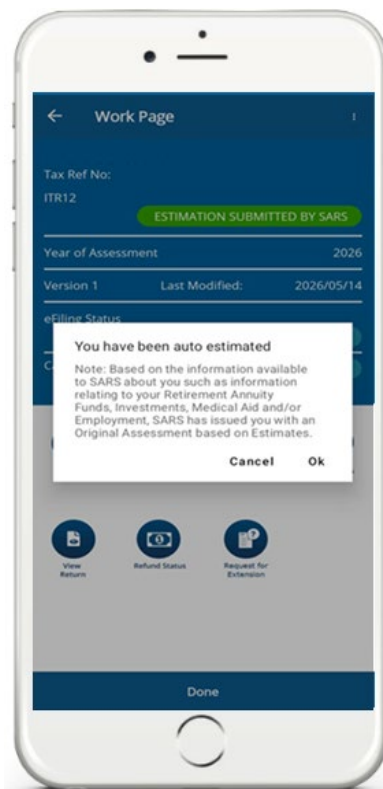 Work Page
Tax Ref No:
ITR12
ESTIMATION SUBMITTED BY SARS
Year of Assessment 2026
Version 1 Last Modified: 2026/05/14
eFiling Status
You have been auto estimated
Note: Based on the information available
to SARS about you such as information
relating to your Retirement Annuity
Funds, Investments, Medical Aid and/or
Employment, SARS has issued you with an
Original Assessment based on Estimates.
Cancel Ok
View
Return
Refund Status
Request for
Extension
Done